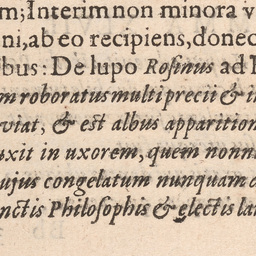 m; Interim non minora v
ni, ab eo recipiens, donec
bus: De lupo Rosinus ad
m roboratus multi precii & i
viat, & est albus apparition
uxit in uxorem, quem nonn
ujus congelatum nunquam
nctis Philosophis & electis la